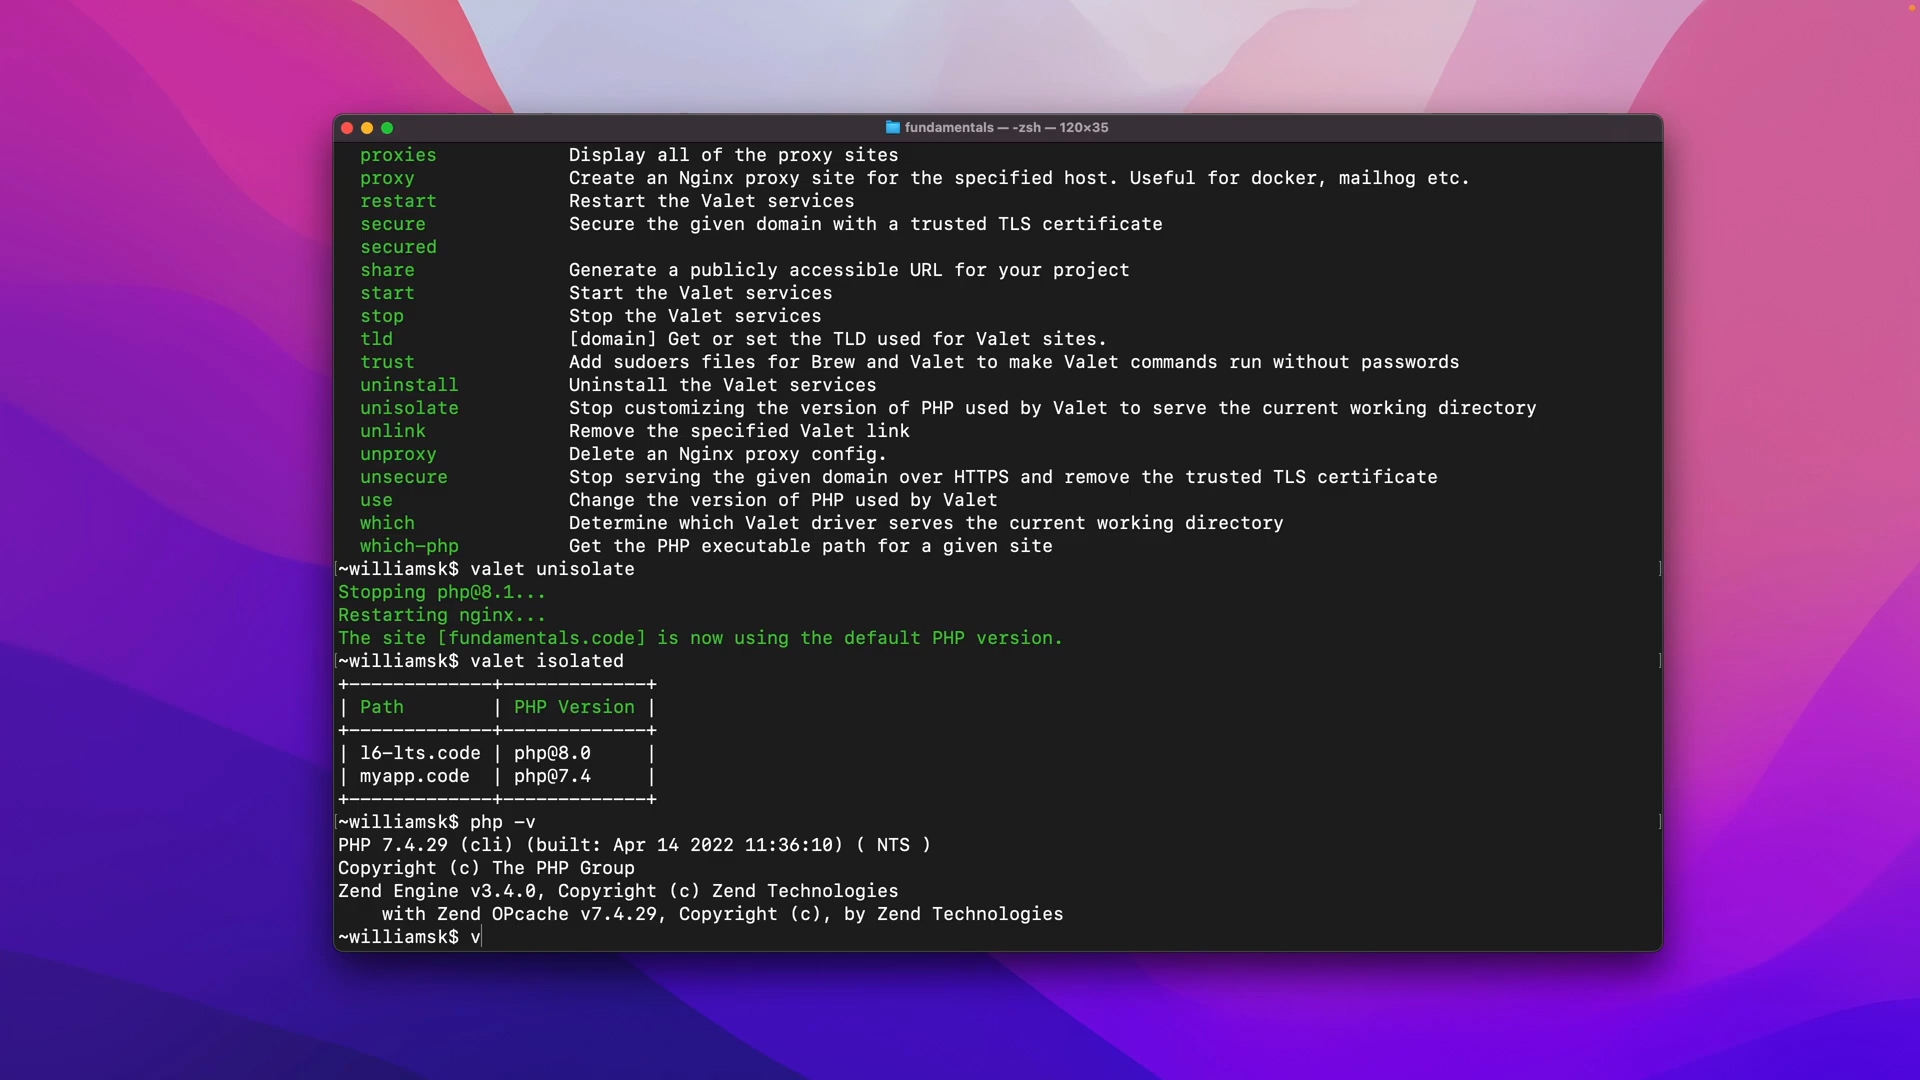 fundamentals — -zsh — 120×35
proxies Display all of the proxy sites
proxy Create an Nginx proxy site for the specified host. Useful for docker, mailhog etc.
restart Restart the Valet services
secure Secure the given domain with a trusted TLS certificate
secured
share Generate a publicly accessible URL for your project
start Start the Valet services
stop Stop the Valet services
tld [domain] Get or set the TLD used for Valet sites.
trust Add sudoers files for Brew and Valet to make Valet commands run without passwords
uninstall Uninstall the Valet services
unisolate Stop customizing the version of PHP used by Valet to serve the current working directory
unlink Remove the specified Valet link
unproxy Delete an Nginx proxy config.
unsecure Stop serving the given domain over HTTPS and remove the trusted TLS certificate
use Change the version of PHP used by Valet
which Determine which Valet driver serves the current working directory
which-php Get the PHP executable path for a given site
[~williamsk$ valet unisolate ]
Stopping php@8.1...
Restarting nginx...
The site [fundamentals.code] is now using the default PHP version.
[~williamsk$ valet isolated ]
+-------------+-------------+
| Path | PHP Version |
+-------------+-------------+
| l6-lts.code | php@8.0 |
| myapp.code | php@7.4 |
+-------------+-------------+
[~williamsk$ php -v ]
PHP 7.4.29 (cli) (built: Apr 14 2022 11:36:10) ( NTS )
Copyright (c) The PHP Group
Zend Engine v3.4.0, Copyright (c) Zend Technologies
with Zend OPcache v7.4.29, Copyright (c), by Zend Technologies
~williamsk$ v